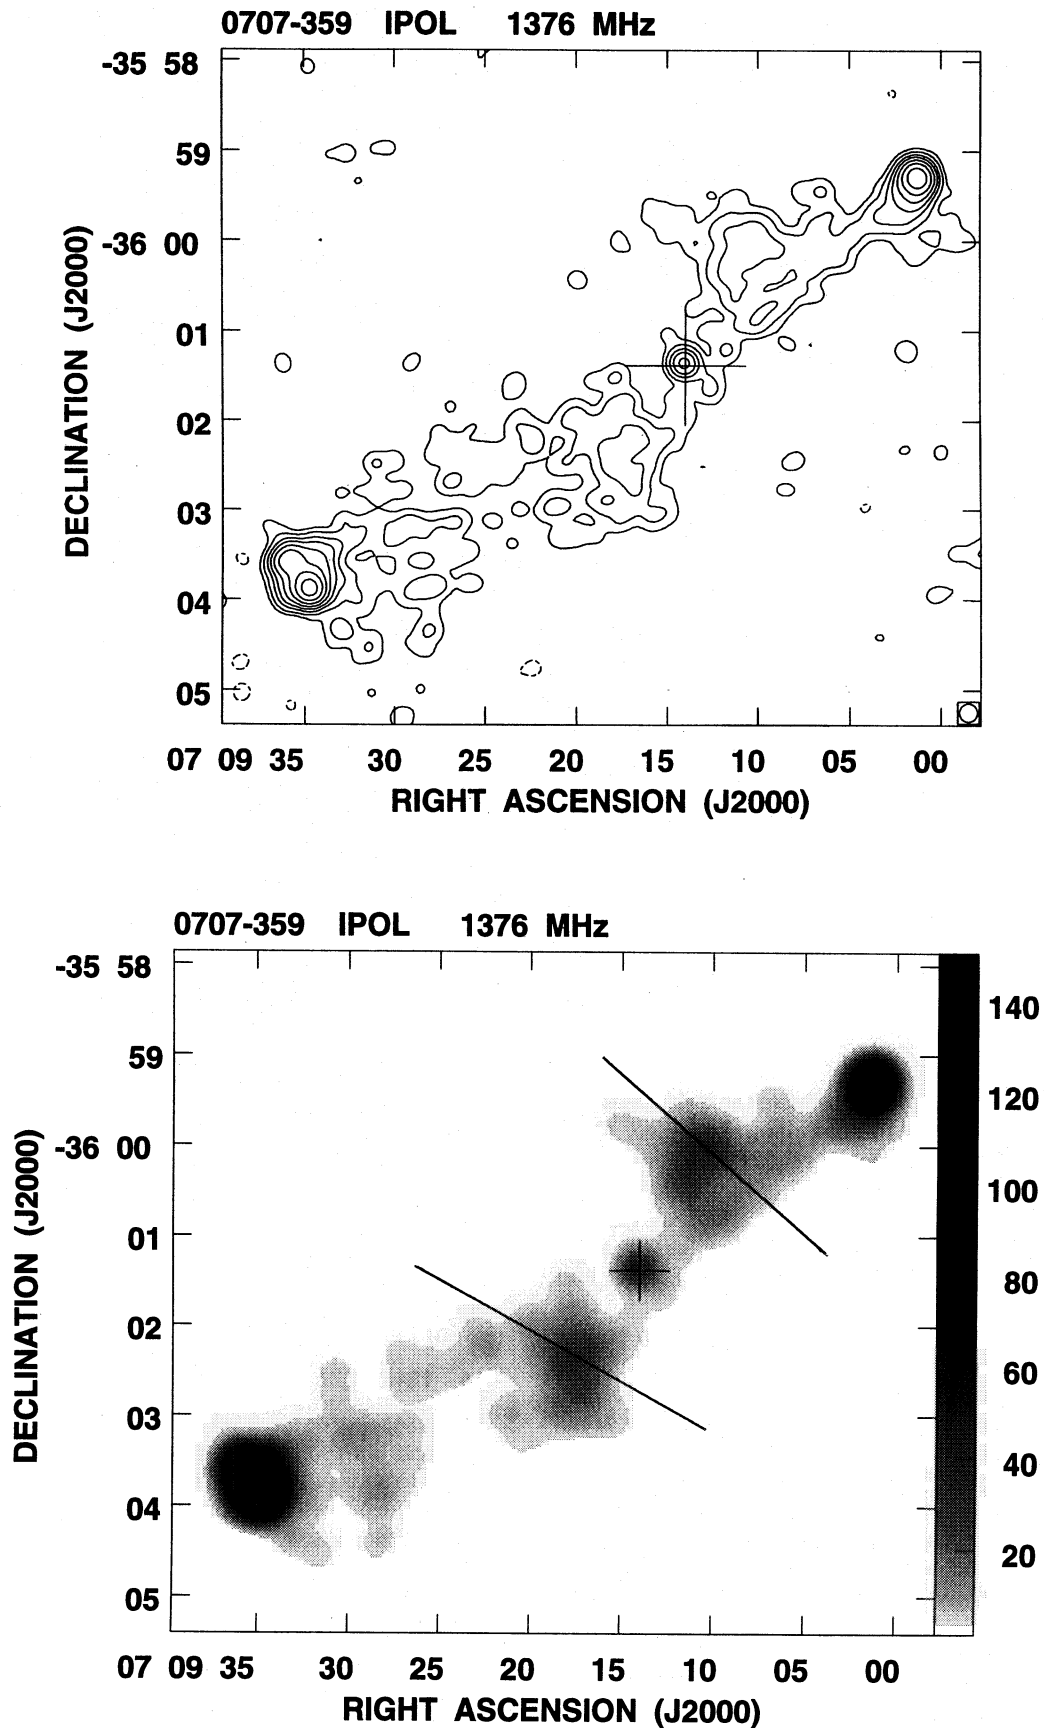 0707-359 IPOL 1376 MHz
-35 58
59
-36 00
01
02
03
04
05
DECLINATION (J2000)
07 09 35 30 25 20 15 10 05 00
RIGHT ASCENSION (J2000)
0707-359 IPOL 1376 MHz
-35 58
59
-36 00
01
02
03
04
05
DECLINATION (J2000)
140
120
100
80
60
40
20
07 09 35 30 25 20 15 10 05 00
RIGHT ASCENSION (J2000)